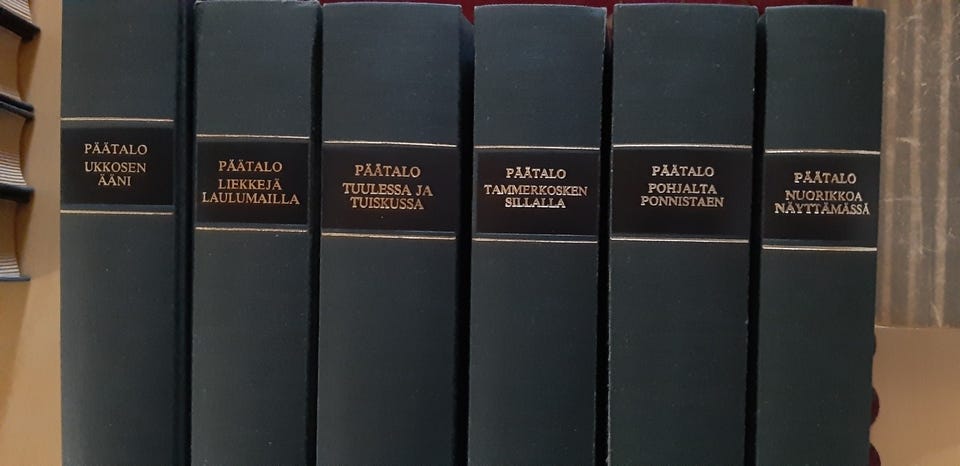 PÄÄTALO
UKKOSEN
ÄÄNI
PÄÄTALO
LIEKKEJÄ
LAULUMAILLA
PÄÄTALO
TUULESSA JA
TUISKUSSA
PÄÄTALO
TAMMERKOSKEN
SILLALLA
PÄÄTALO
POHJALTA
PONNISTAEN
PÄÄTALO
NUORIKKOA
NÄYTTÄMÄSSÄ